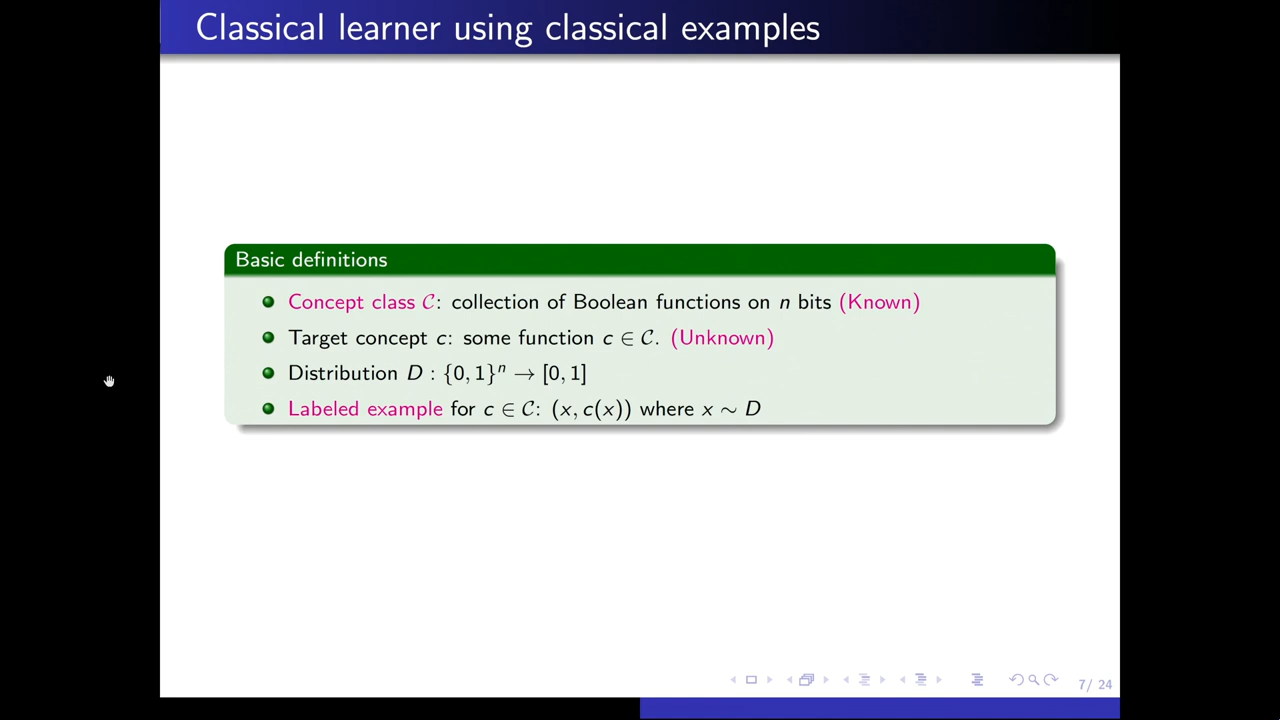 Classical learner using classical examples
Basic definitions
Concept class 𝒞: collection of Boolean functions on n bits (Known)
Target concept c: some function c ∈ 𝒞. (Unknown)
Distribution D : {0, 1}ⁿ → [0, 1]
Labeled example for c ∈ 𝒞: (x, c(x)) where x ∼ D
7/ 24